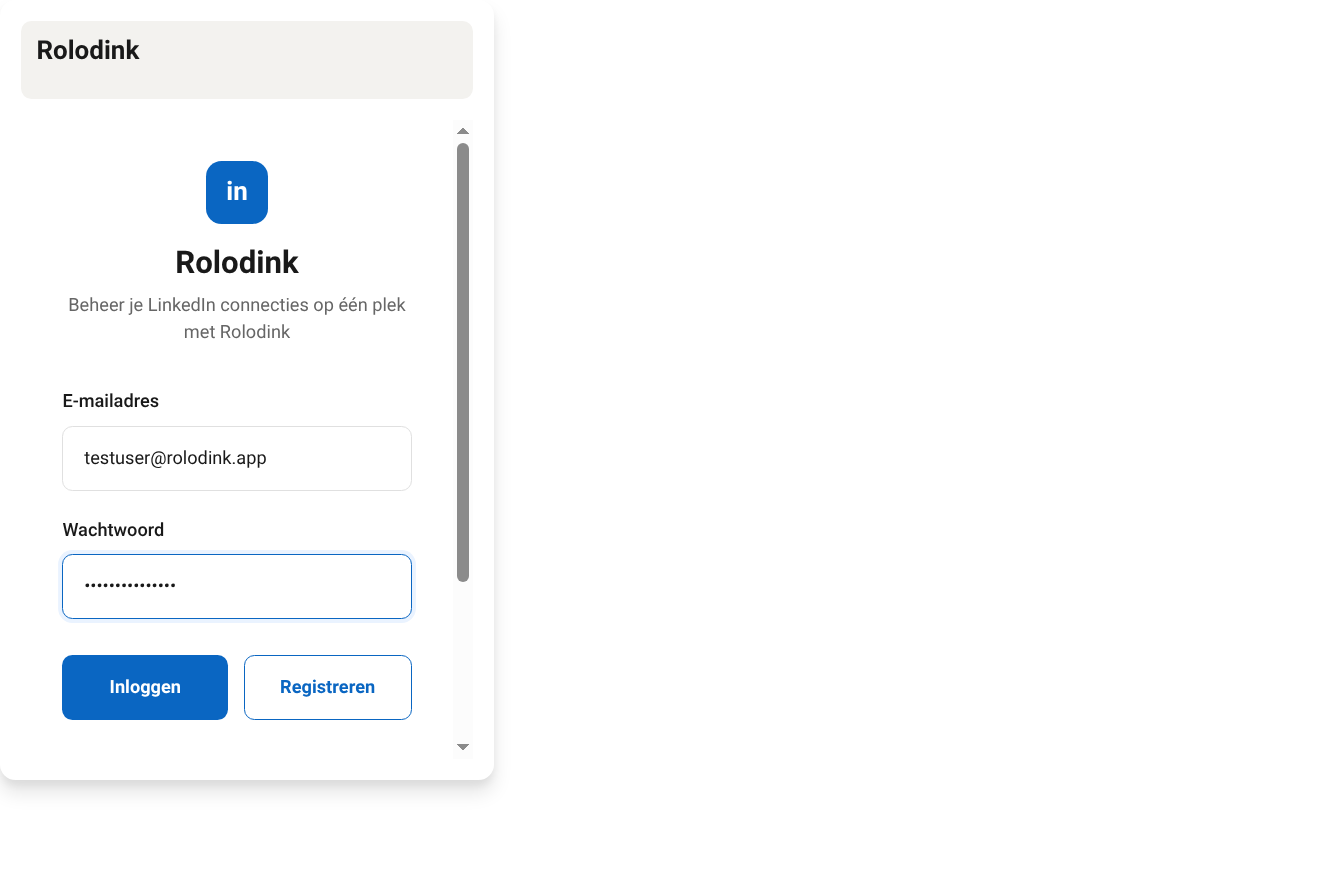 Rolodink
in
Rolodink
Beheer je LinkedIn connecties op één plek
met Rolodink
E-mailadres
testuser@rolodink.app
Wachtwoord
•••••••••••••••
Inloggen
Registreren